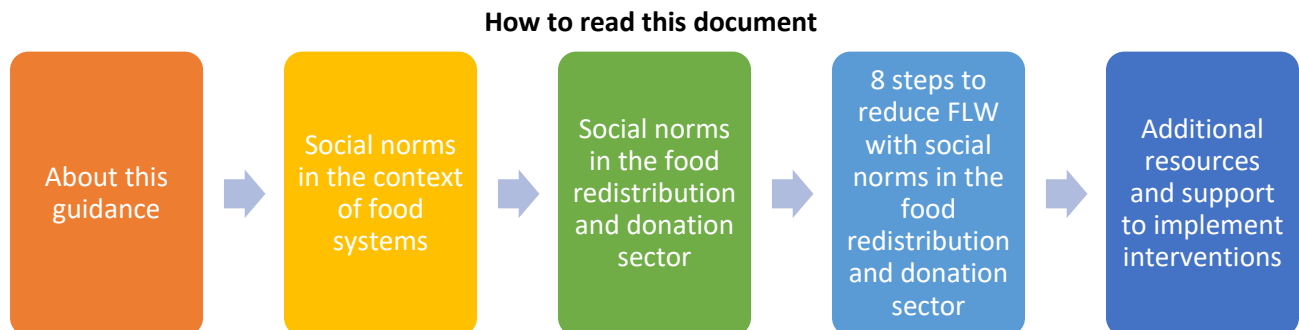 How to read this document
About this
guidance
Social norms
in the context
of food
systems
Social norms
in the food
redistribution
and donation
sector
8 steps to
reduce FLW
with social
norms in the
food
redistribution
and donation
sector
Additional
resources
and support
to implement
interventions